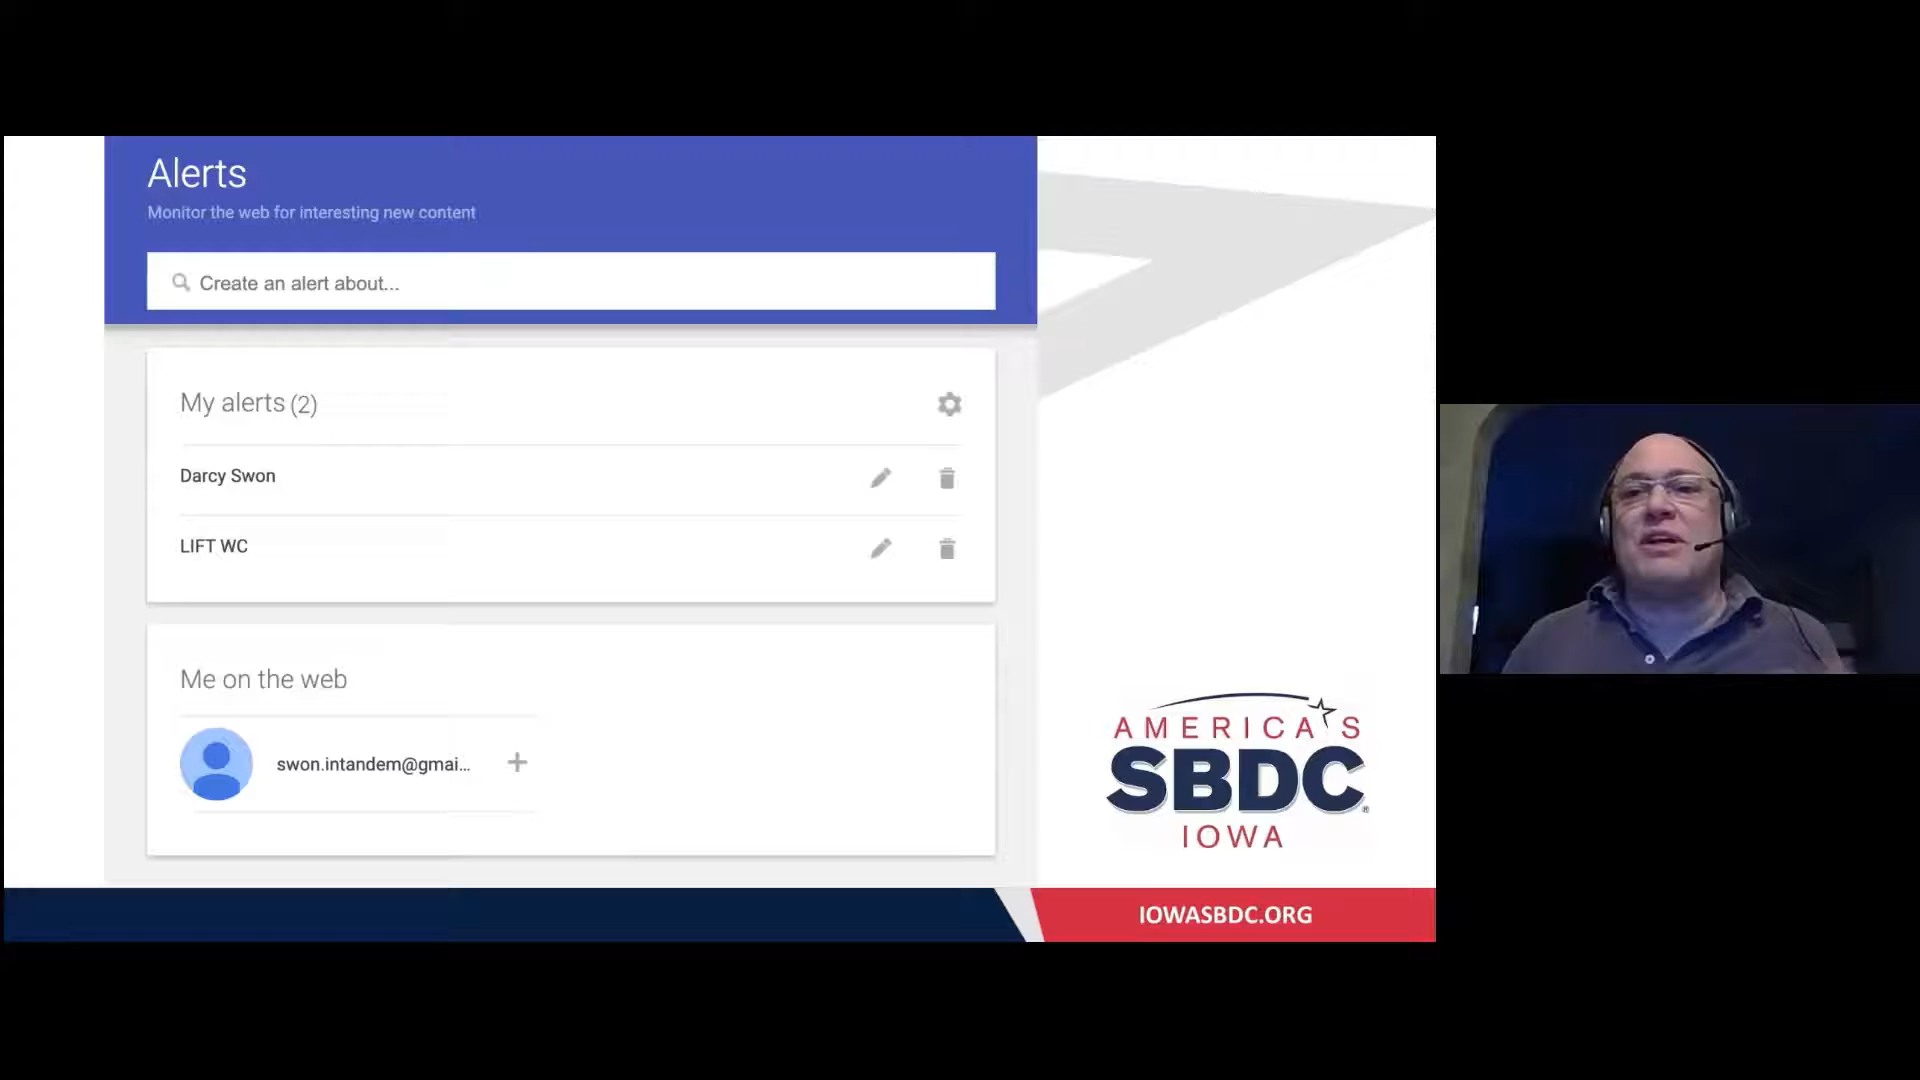 Alerts
Monitor the web for interesting new content
Create an alert about...
My alerts (2)
Darcy Swon
LIFT WC
Me on the web
swon.intandem@gmai...
AMERICA'S
SBDC®
IOWA
IOWASBDC.ORG